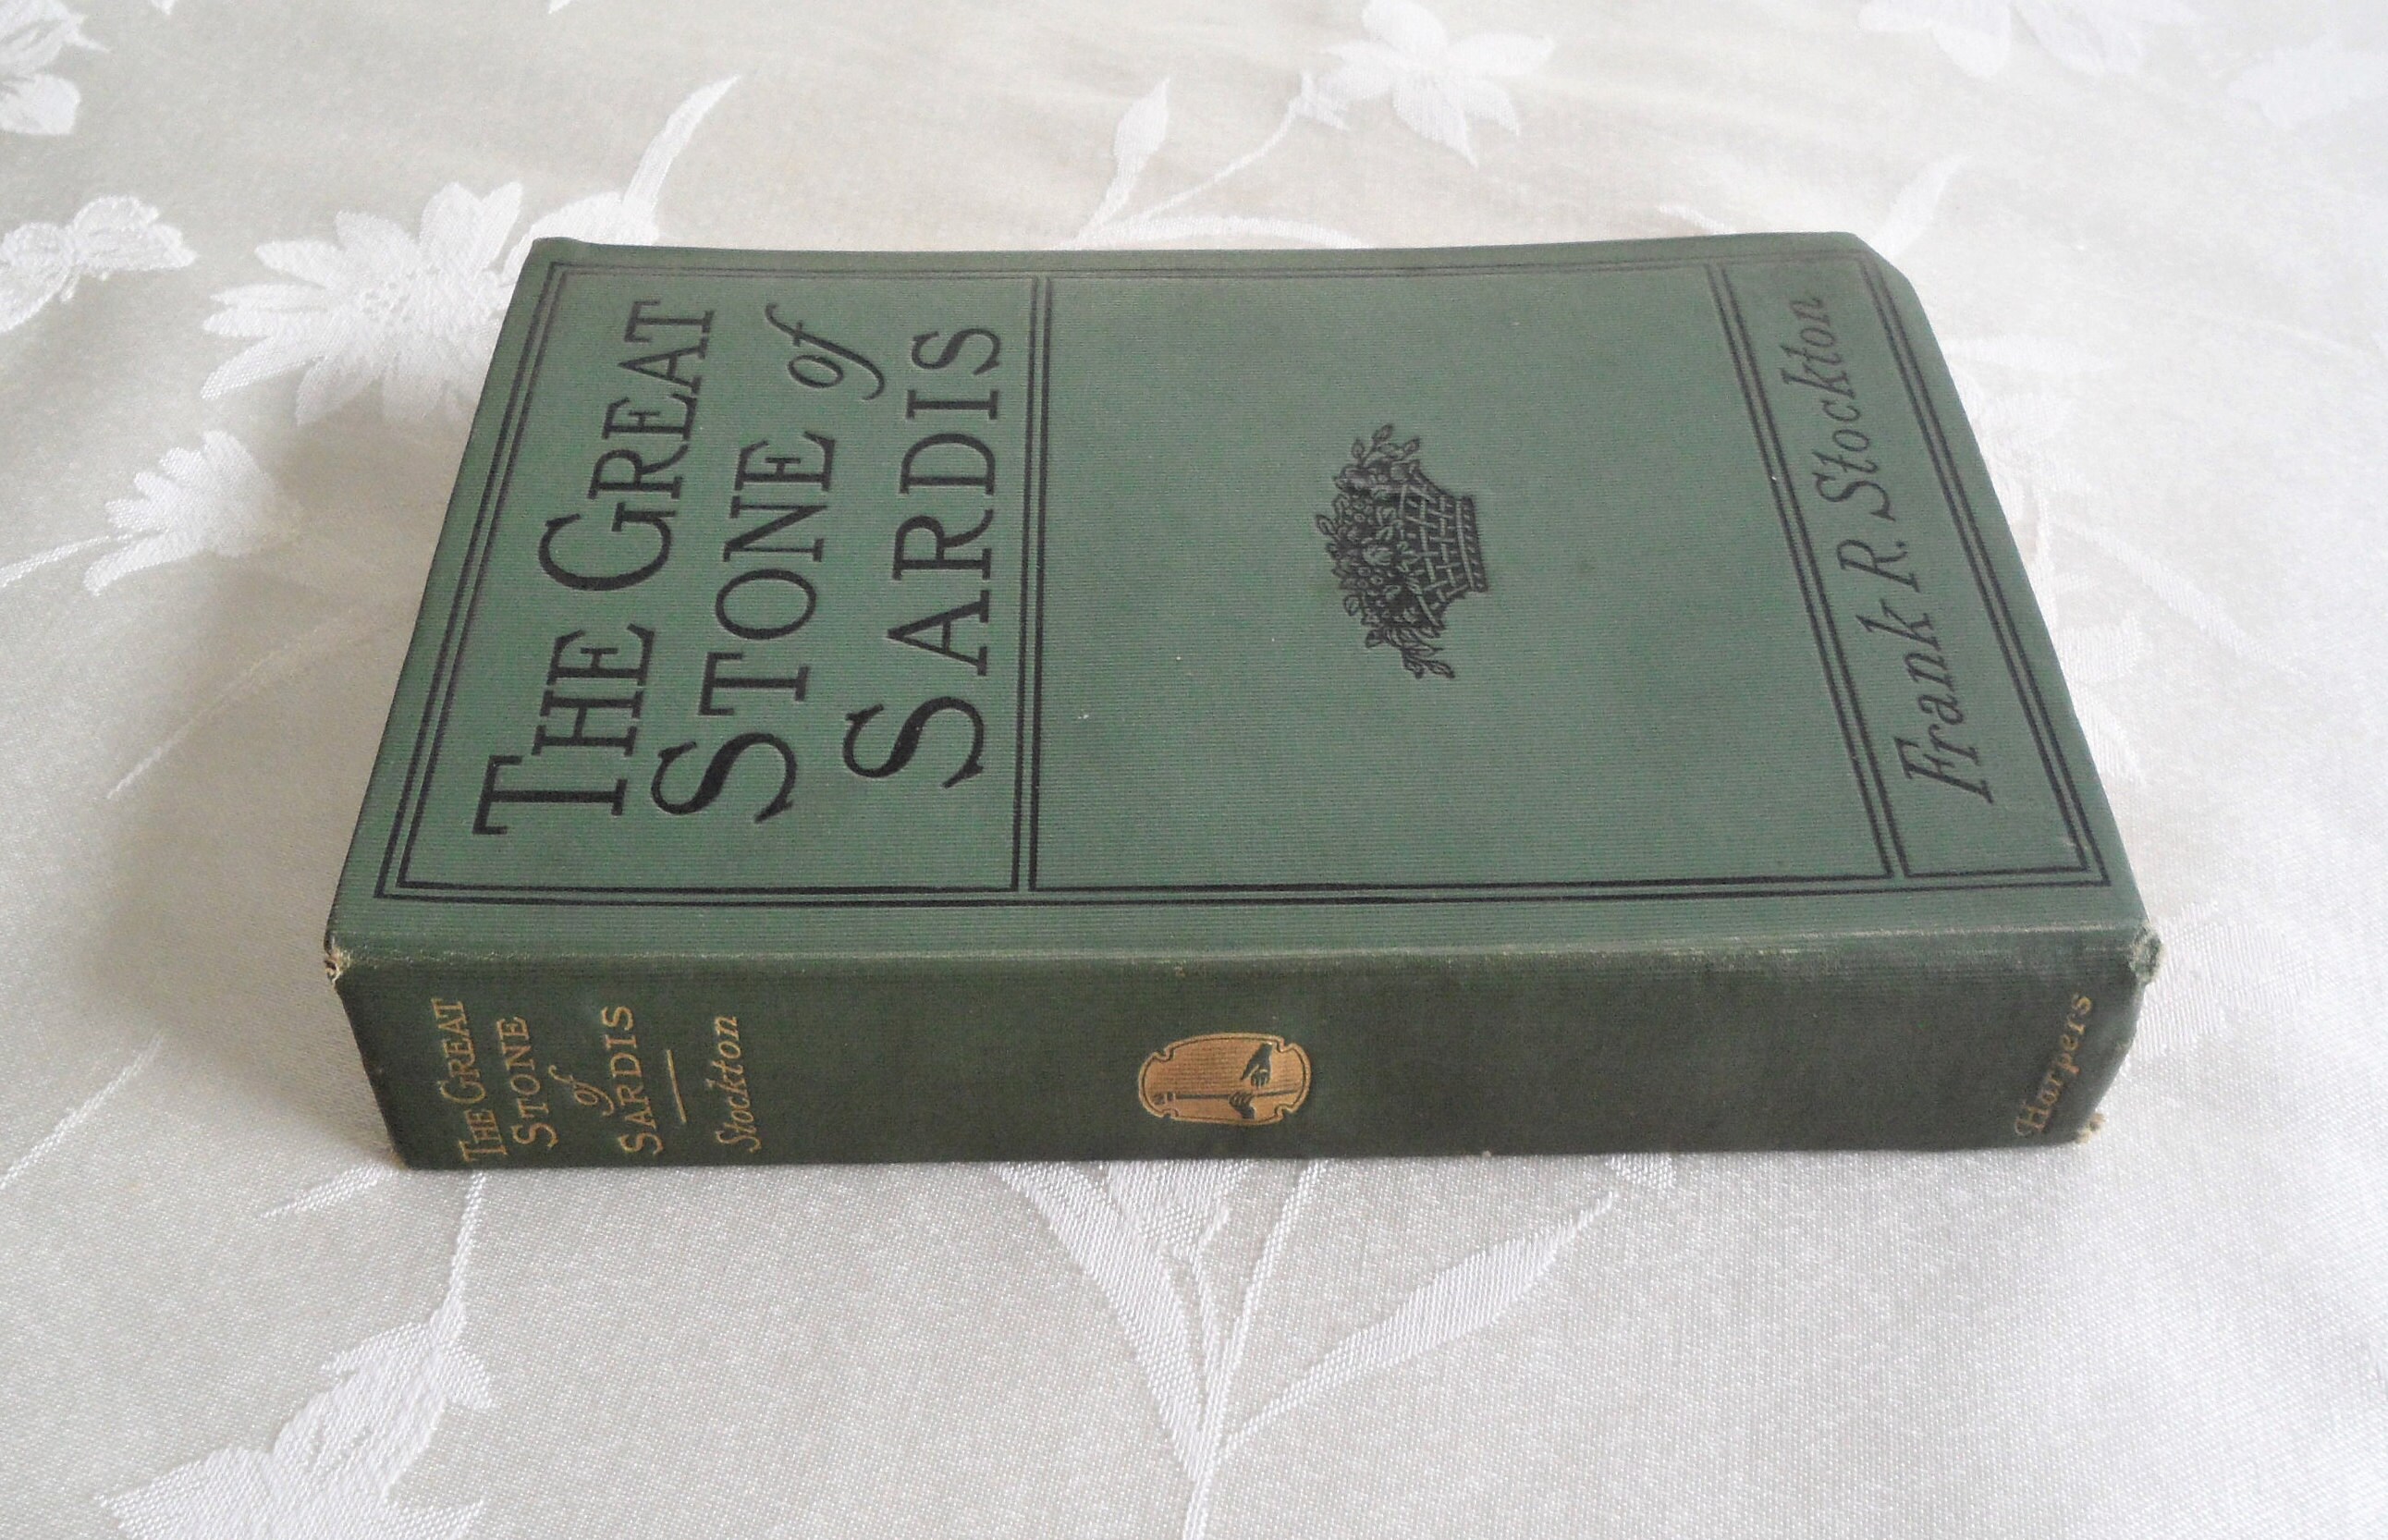 THE GREAT
STONE of
SARDIS
Frank R. Stockton
THE GREAT
STONE
of
SARDIS
Stockton
Harpers